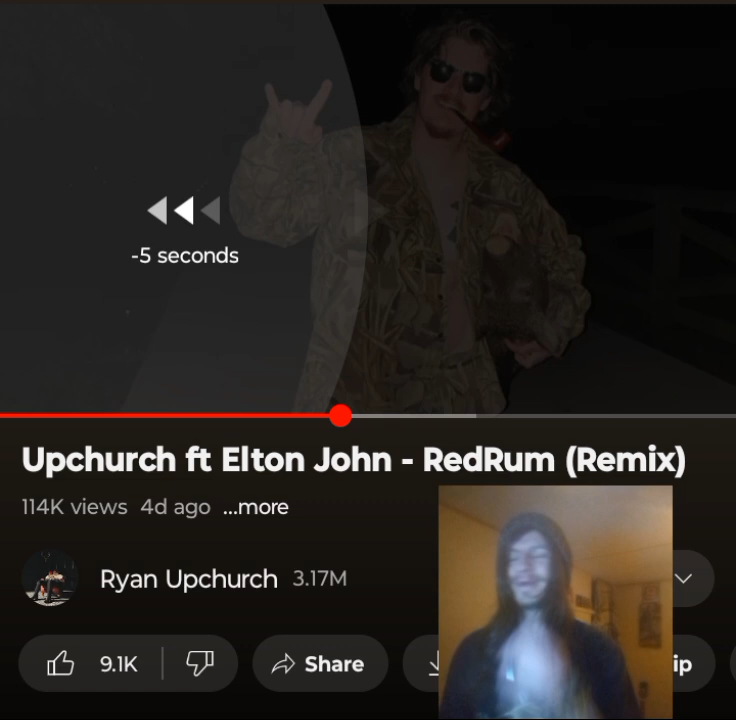 -5 seconds
Upchurch ft Elton John - RedRum (Remix)
114K views 4d ago ...more
Ryan Upchurch 3.17M
9.1K Share ip